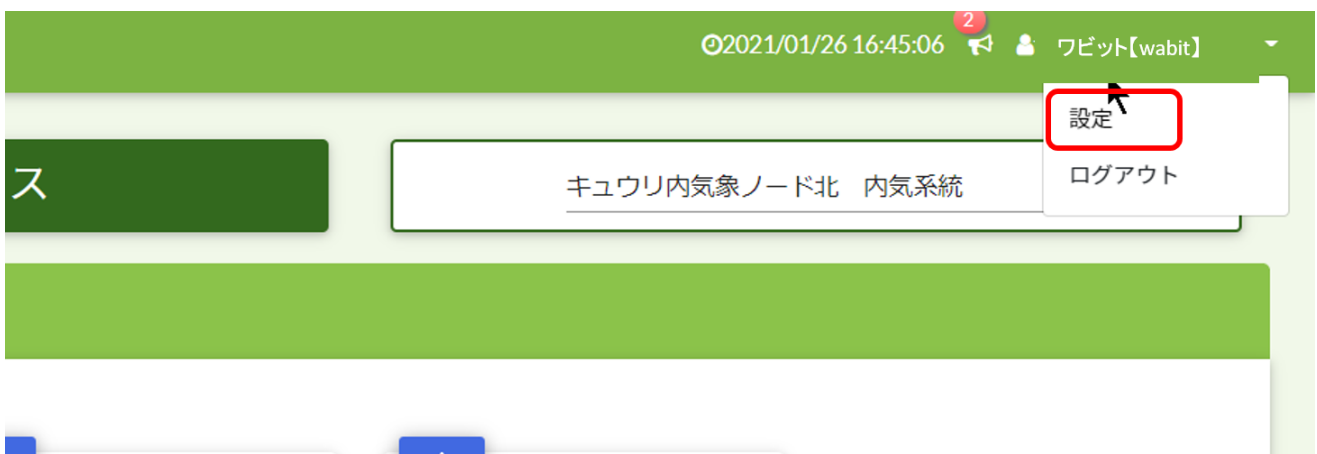 2
2021/01/26 16:45:06 ワビット【wabit】
設定
ログアウト
ス
キュウリ内気象ノード北　内気系統